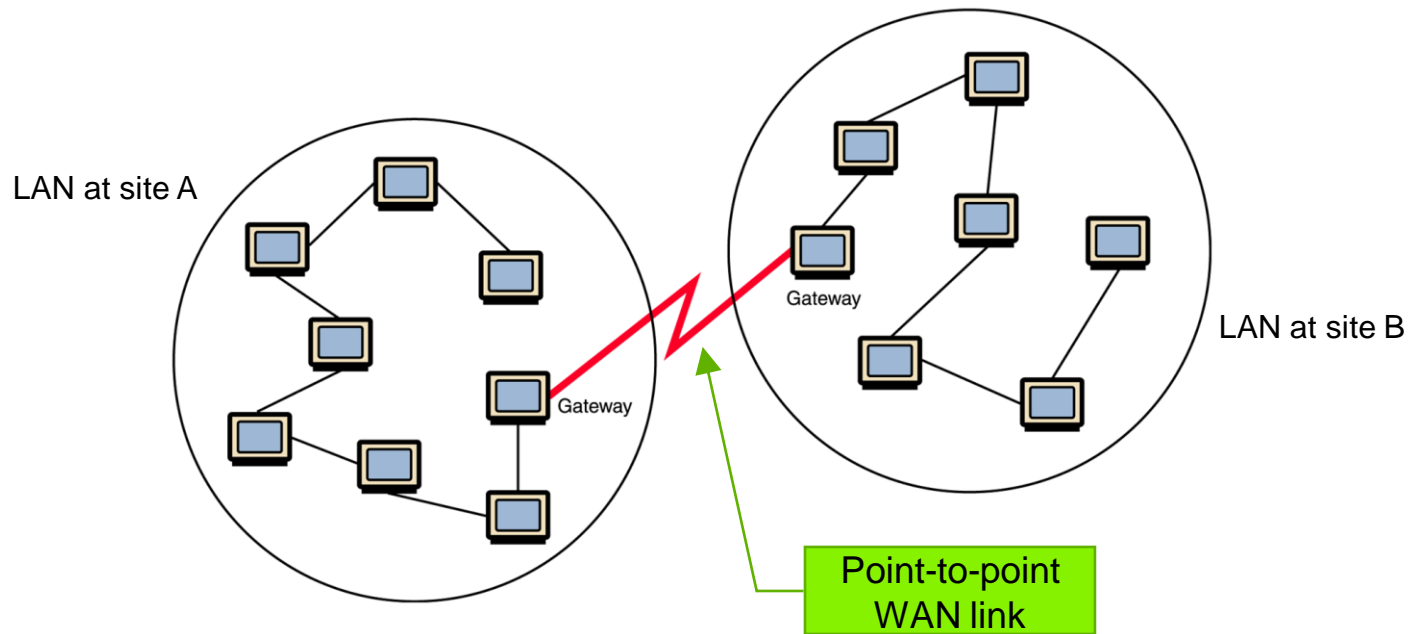 LAN at site A
Gateway
Gateway
LAN at site B
Point-to-point
WAN link